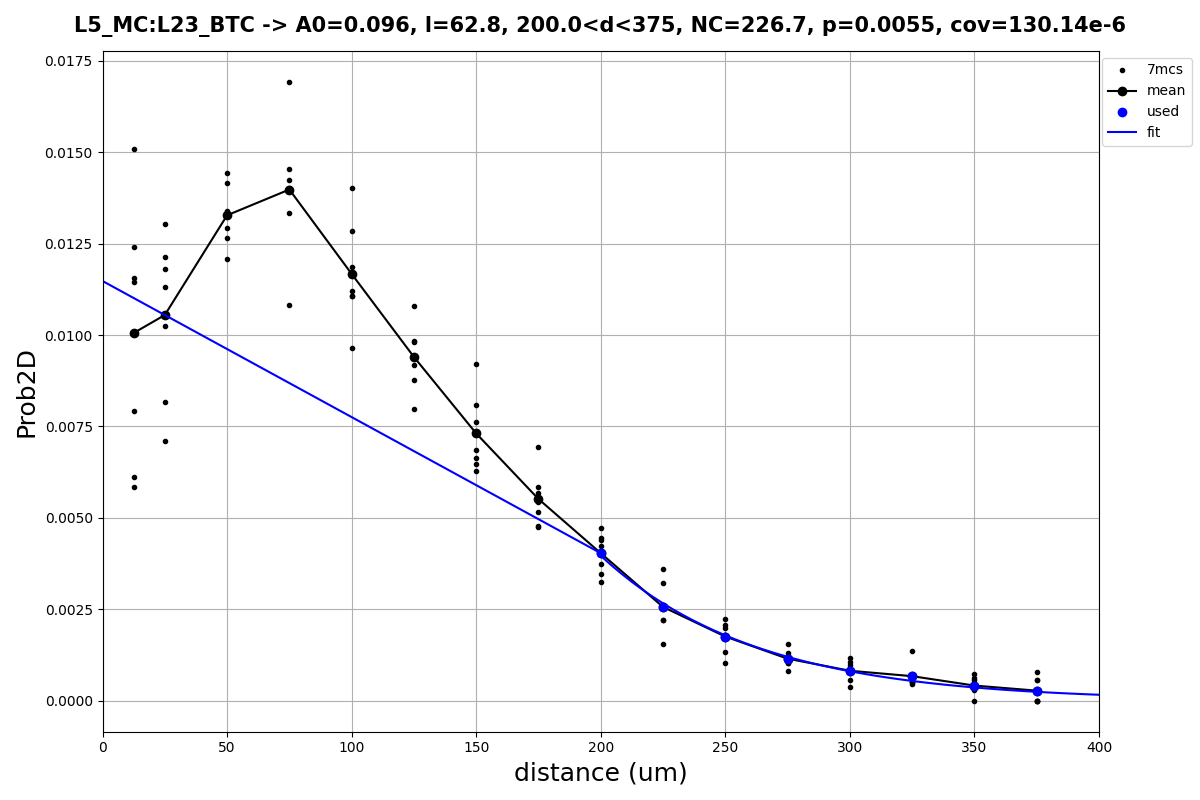 L5_MC:L23_BTC -> A0=0.096, l=62.8, 200.0<d<375, NC=226.7, p=0.0055, cov=130.14e-6
7mcs
mean
used
fit
Prob2D
0.0175
0.0150
0.0125
0.0100
0.0075
0.0050
0.0025
0.0000
0 50 100 150 200 250 300 350 400
distance (um)